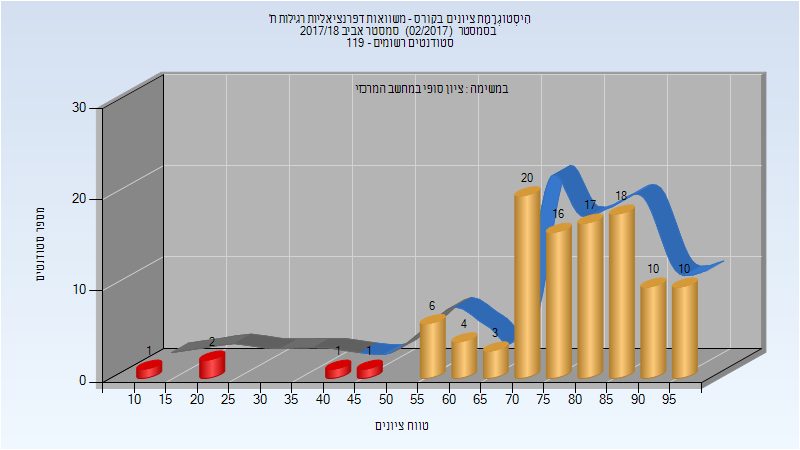 הִיסְטוֹגְרָמַת ציונים בקורס - משוואות דפרנציאליות רגילות ת'
בסמסטר (02/2017) סמסטר אביב 2017/18
סטודנטים רשומים - 119
במשימה : ציון סופי במחשב המרכזי
מספר סטודנטים
30
20
10
0
1
2
1
1
6
4
3
20
16
17
18
10
10
10 15 20 25 30 35 40 45 50 55 60 65 70 75 80 85 90 95
טווח ציונים